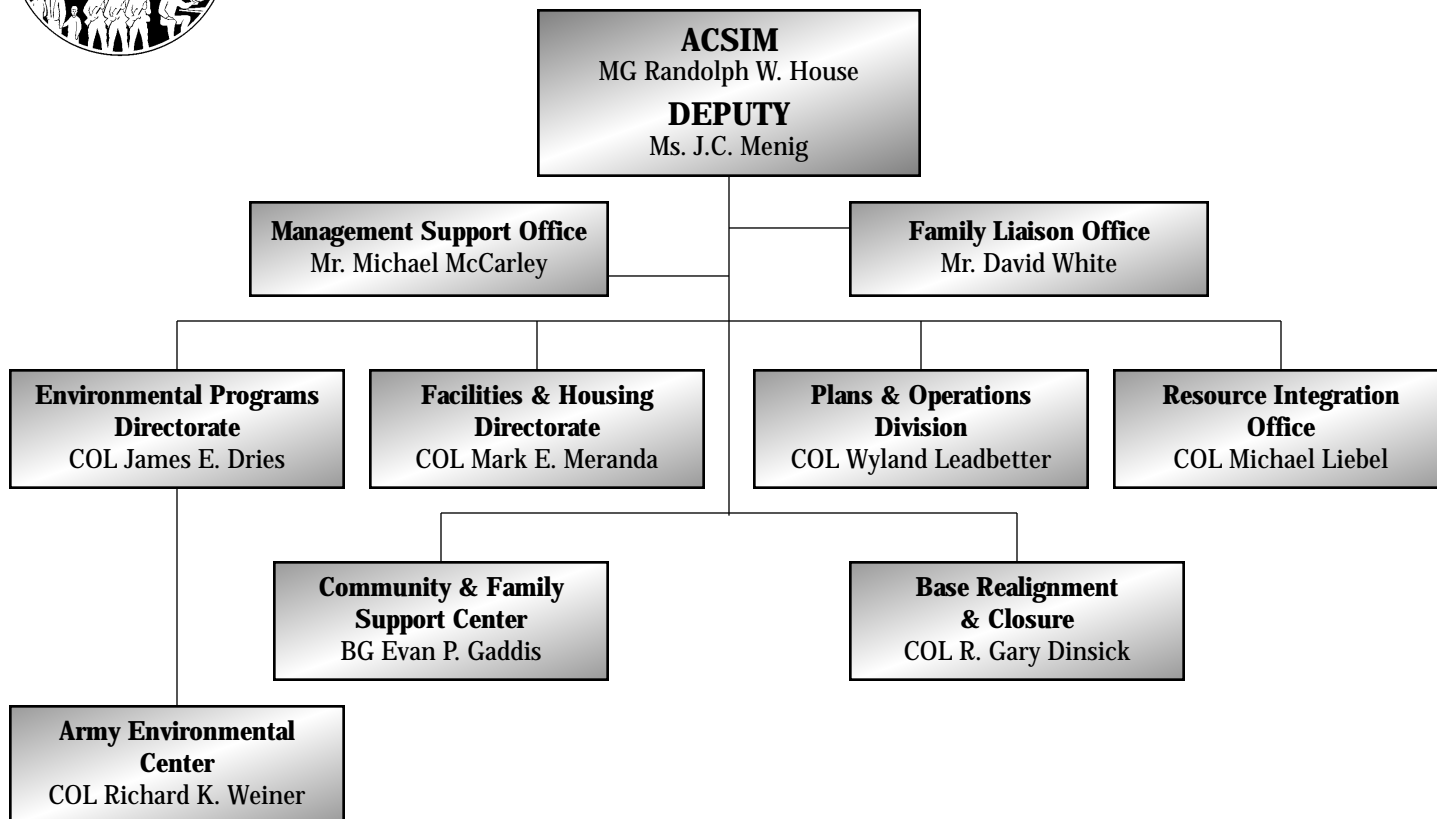 ACSIM
MG Randolph W. House
DEPUTY
Ms. J.C. Menig
Management Support Office
Mr. Michael McCarley
Family Liaison Office
Mr. David White
Environmental Programs
Directorate
COL James E. Dries
Facilities & Housing
Directorate
COL Mark E. Meranda
Plans & Operations
Division
COL Wyland Leadbetter
Resource Integration
Office
COL Michael Liebel
Community & Family
Support Center
BG Evan P. Gaddis
Base Realignment
& Closure
COL R. Gary Dinsick
Army Environmental
Center
COL Richard K. Weiner